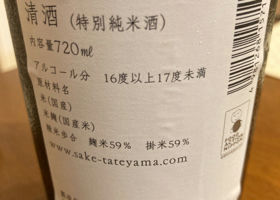 清酒(特別純米酒)
内容量720mℓ
アルコール分 16度以上17度未満
原材料名
米(国産)
米麹(国産米)
精米歩合 麹米59% 掛米59%
www.sake-tateyama.com
FOOD ACTION NIPPON